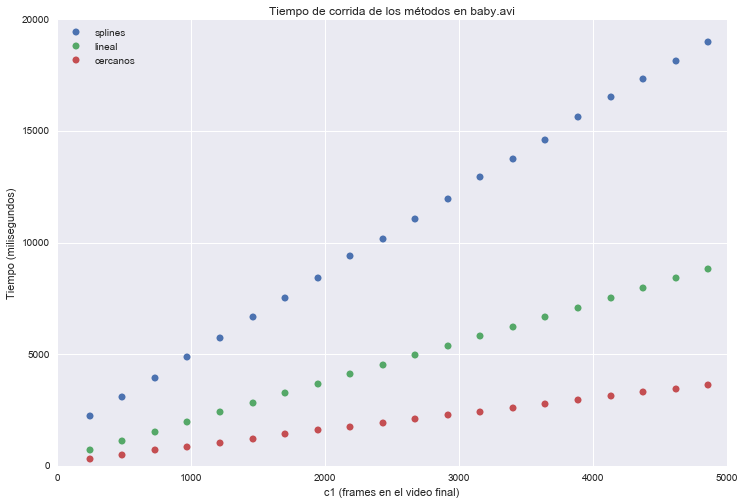 Tiempo de corrida de los métodos en baby.avi
splines
lineal
cercanos
Tiempo (milisegundos)
20000
15000
10000
5000
0
0 1000 2000 3000 4000 5000
c1 (frames en el video final)